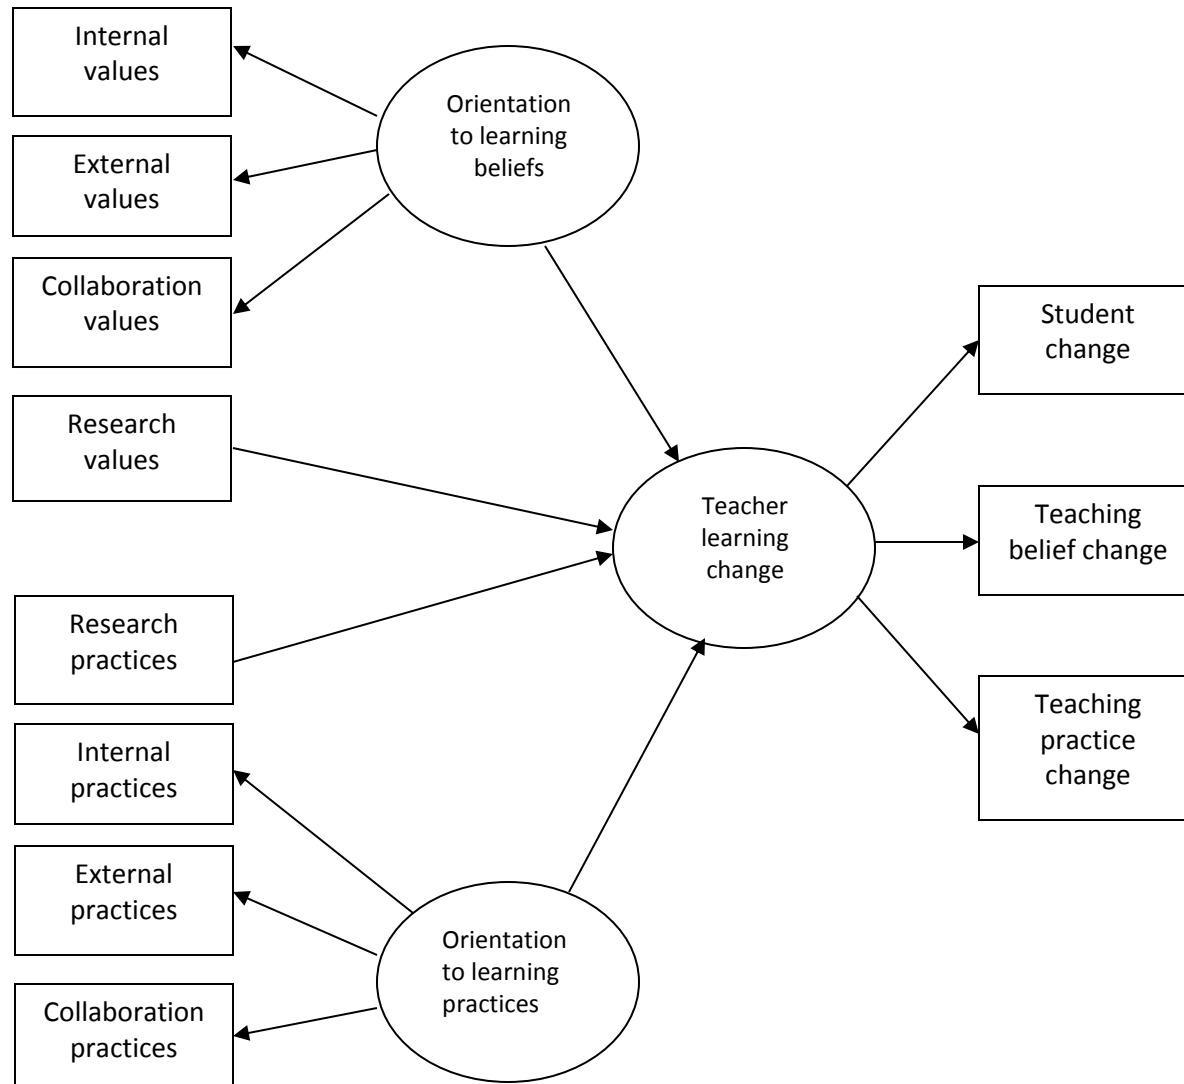 Internal
values
External
values
Collaboration
values
Research
values
Research
practices
Internal
practices
External
practices
Collaboration
practices
Orientation
to learning
beliefs
Orientation
to learning
practices
Teacher
learning
change
Student
change
Teaching
belief change
Teaching
practice
change